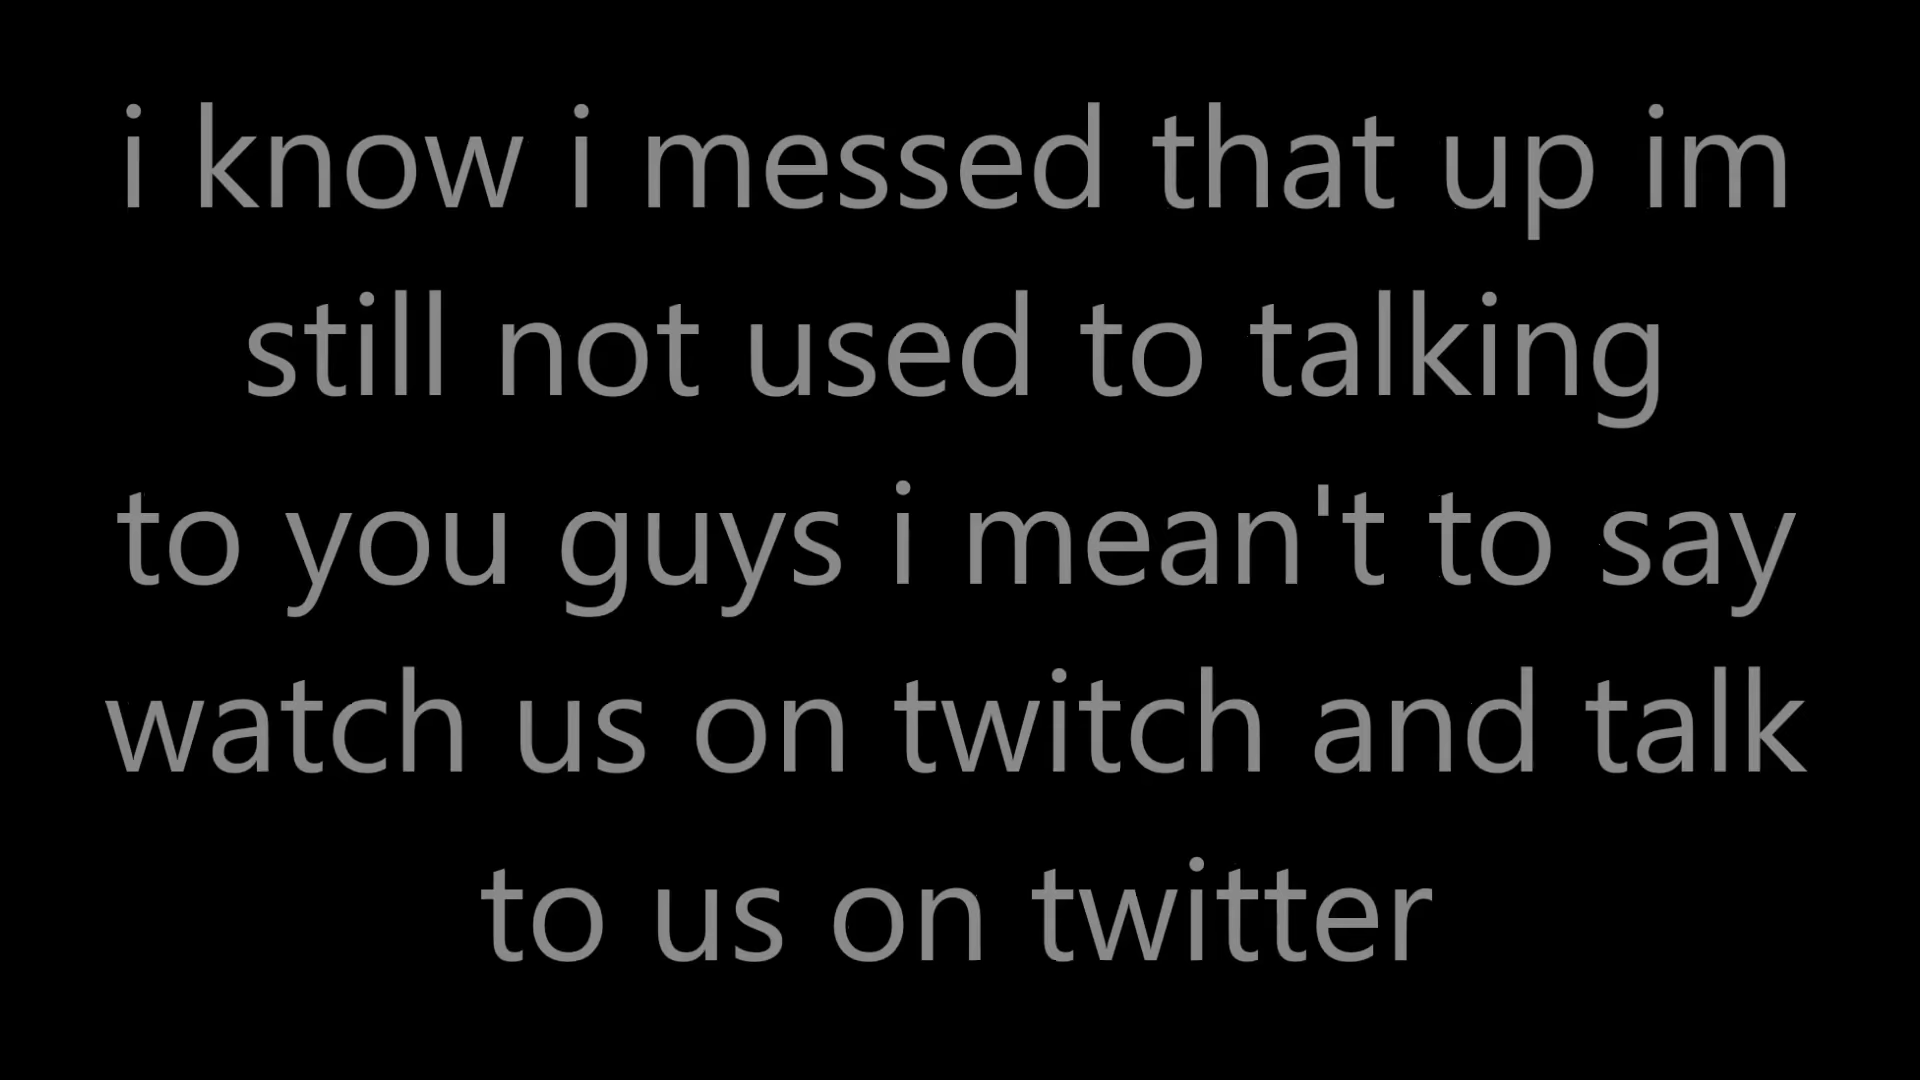 i know i messed that up im
still not used to talking
to you guys i mean't to say
watch us on twitch and talk
to us on twitter